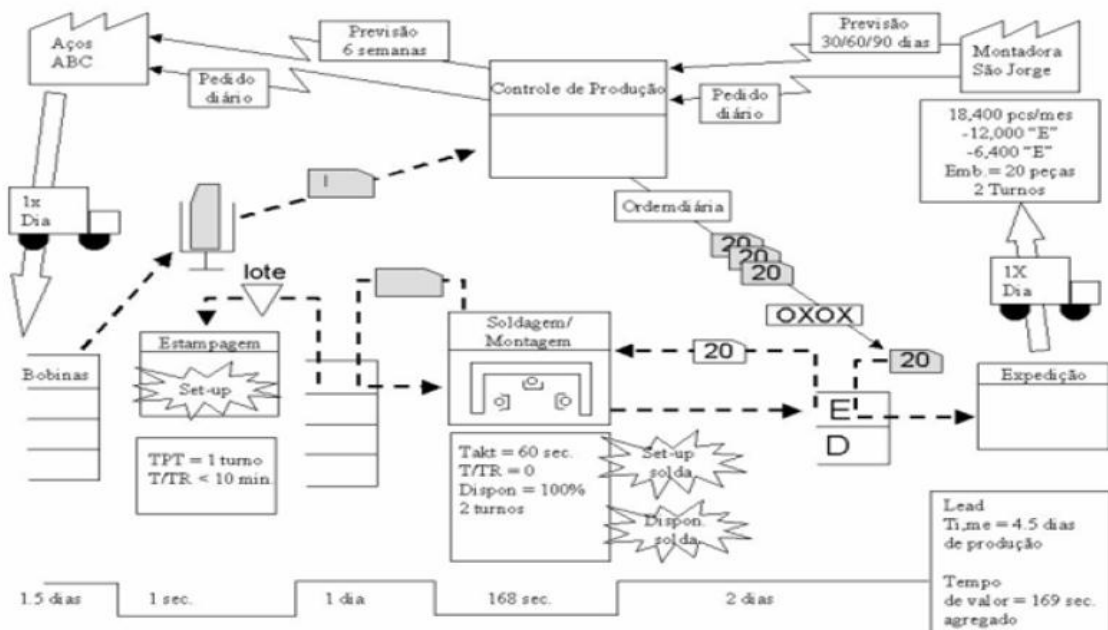 Aços
ABC
Previsão
6 semanas
Pedido
diário
Controle de Produção
Previsão
30/60/90 dias
Pedido
diário
Montadora
São Jorge
18,400 pcs/mes
-12,000 "E"
-6,400 "E"
Emb.= 20 peças
2 Turnos
1x
Dia
I
Ordemdiária
20
20
20
OXOX
20
1X
Dia
lote
Bobinas
Estampagem
Set-up
TPT = 1 turno
T/TR < 10 min.
Soldagem/
Montagem
20
Takt = 60 sec.
T/TR = 0
Dispon = 100%
2 turnos
Set-up
solda
Dispon.
solda
E
D
Expedição
Lead
Ti,me = 4.5 dias
de produção
Tempo
de valor = 169 sec.
agregado
1.5 dias
1 sec.
1 dia
168 sec.
2 dias